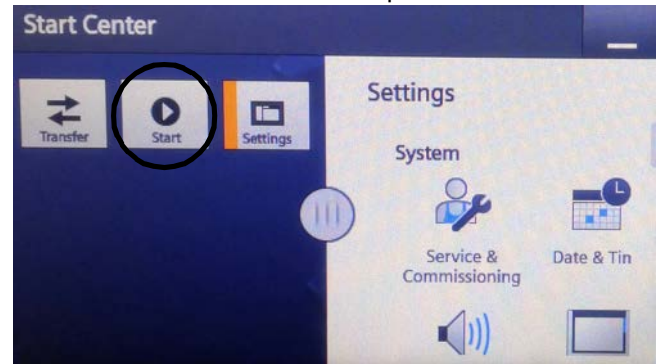 Start Center
Transfer
Start
Settings
Settings
System
Service &
Commissioning
Date & Tin